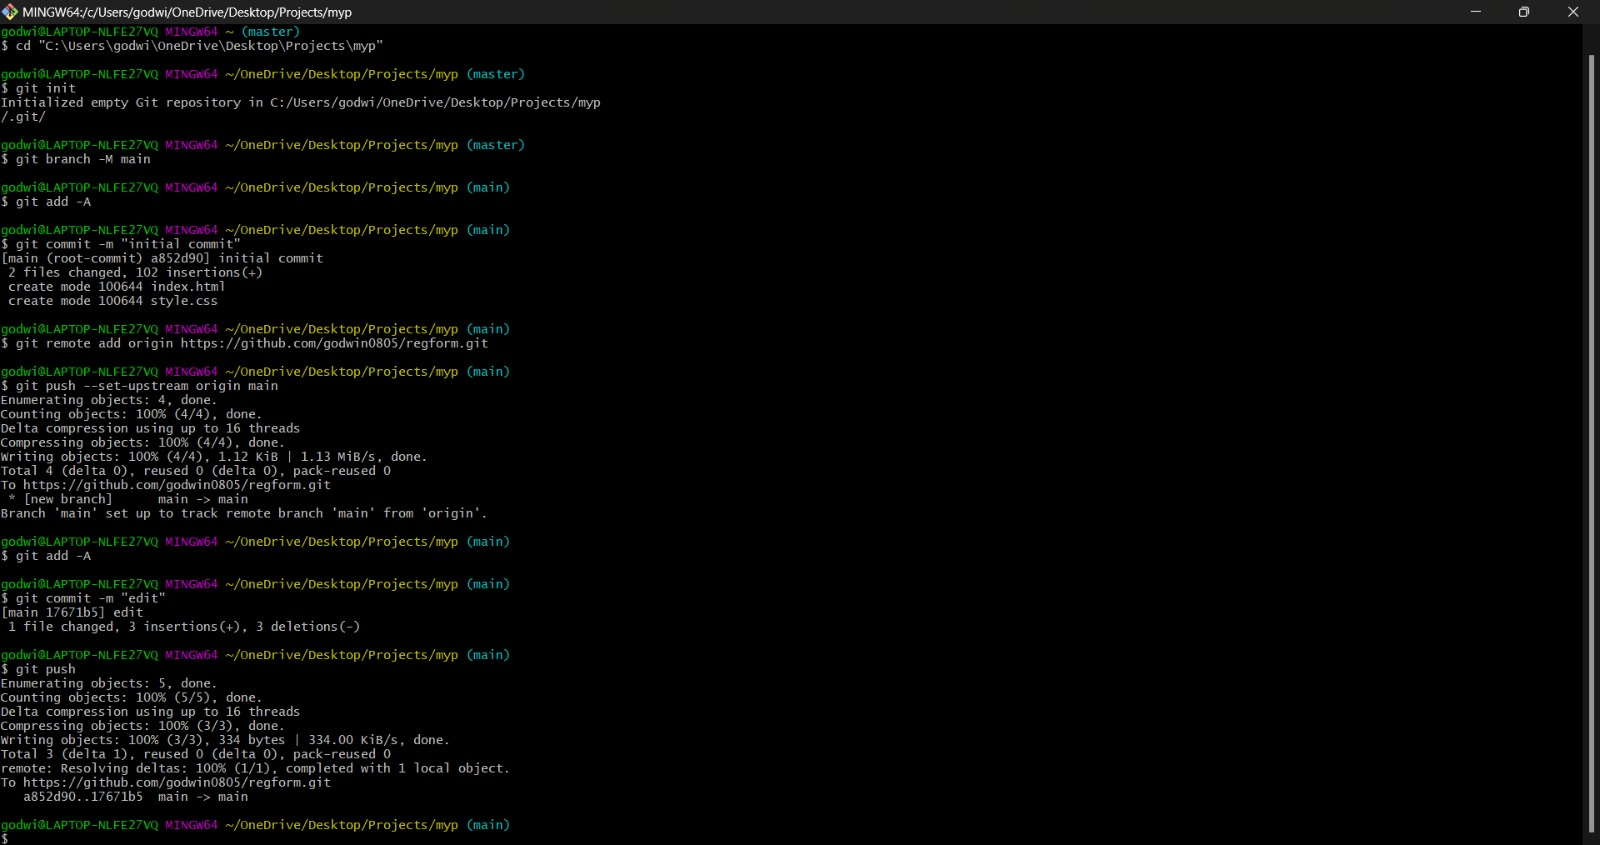 MINGW64:/c/Users/godwi/OneDrive/Desktop/Projects/myp
godwi@LAPTOP-NLFE27VQ MINGW64 ~ (master)
$ cd "C:\Users\godwi\OneDrive\Desktop\Projects\myp"
godwi@LAPTOP-NLFE27VQ MINGW64 ~/OneDrive/Desktop/Projects/myp (master)
$ git init
Initialized empty Git repository in C:/Users/godwi/OneDrive/Desktop/Projects/myp
/.git/
godwi@LAPTOP-NLFE27VQ MINGW64 ~/OneDrive/Desktop/Projects/myp (master)
$ git branch -M main
godwi@LAPTOP-NLFE27VQ MINGW64 ~/OneDrive/Desktop/Projects/myp (main)
$ git add -A
godwi@LAPTOP-NLFE27VQ MINGW64 ~/OneDrive/Desktop/Projects/myp (main)
$ git commit -m "initial commit"
[main (root-commit) a852d90] initial commit
 2 files changed, 102 insertions(+)
 create mode 100644 index.html
 create mode 100644 style.css
godwi@LAPTOP-NLFE27VQ MINGW64 ~/OneDrive/Desktop/Projects/myp (main)
$ git remote add origin https://github.com/godwin0805/regform.git
godwi@LAPTOP-NLFE27VQ MINGW64 ~/OneDrive/Desktop/Projects/myp (main)
$ git push --set-upstream origin main
Enumerating objects: 4, done.
Counting objects: 100% (4/4), done.
Delta compression using up to 16 threads
Compressing objects: 100% (4/4), done.
Writing objects: 100% (4/4), 1.12 KiB | 1.13 MiB/s, done.
Total 4 (delta 0), reused 0 (delta 0), pack-reused 0
To https://github.com/godwin0805/regform.git
 * [new branch]      main -> main
Branch 'main' set up to track remote branch 'main' from 'origin'.
godwi@LAPTOP-NLFE27VQ MINGW64 ~/OneDrive/Desktop/Projects/myp (main)
$ git add -A
godwi@LAPTOP-NLFE27VQ MINGW64 ~/OneDrive/Desktop/Projects/myp (main)
$ git commit -m "edit"
[main 17671b5] edit
 1 file changed, 3 insertions(+), 3 deletions(-)
godwi@LAPTOP-NLFE27VQ MINGW64 ~/OneDrive/Desktop/Projects/myp (main)
$ git push
Enumerating objects: 5, done.
Counting objects: 100% (5/5), done.
Delta compression using up to 16 threads
Compressing objects: 100% (3/3), done.
Writing objects: 100% (3/3), 334 bytes | 334.00 KiB/s, done.
Total 3 (delta 1), reused 0 (delta 0), pack-reused 0
remote: Resolving deltas: 100% (1/1), completed with 1 local object.
To https://github.com/godwin0805/regform.git
   a852d90..17671b5  main -> main
godwi@LAPTOP-NLFE27VQ MINGW64 ~/OneDrive/Desktop/Projects/myp (main)
$